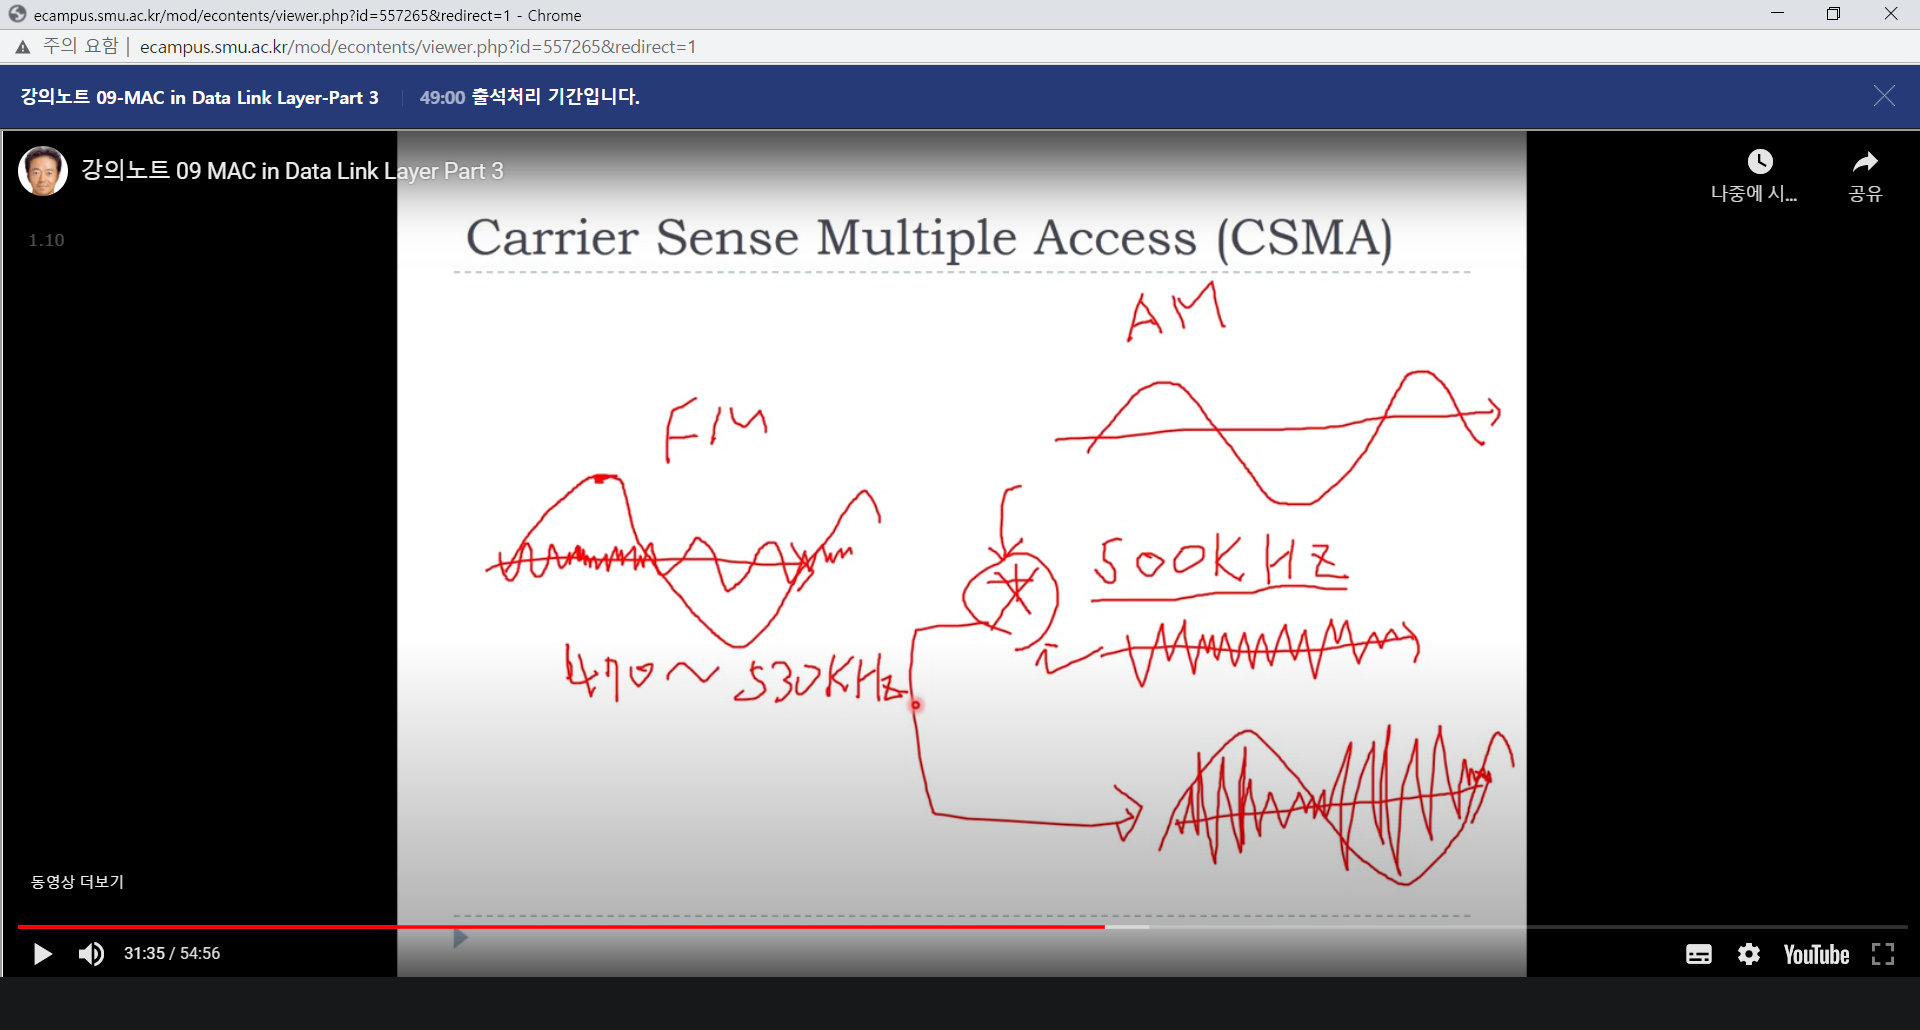 ecampus.smu.ac.kr/mod/econtents/viewer.php?id=557265&redirect=1 - Chrome
주의 요함 | ecampus.smu.ac.kr/mod/econtents/viewer.php?id=557265&redirect=1
강의노트 09-MAC in Data Link Layer-Part 3 49:00 출석처리 기간입니다.
강의노트 09 MAC in Data Link Layer Part 3
나중에 시...
공유
1.10
Carrier Sense Multiple Access (CSMA)
AM
FM
500KHz
470~530KHz
동영상 더보기
31:35 / 54:56
YouTube